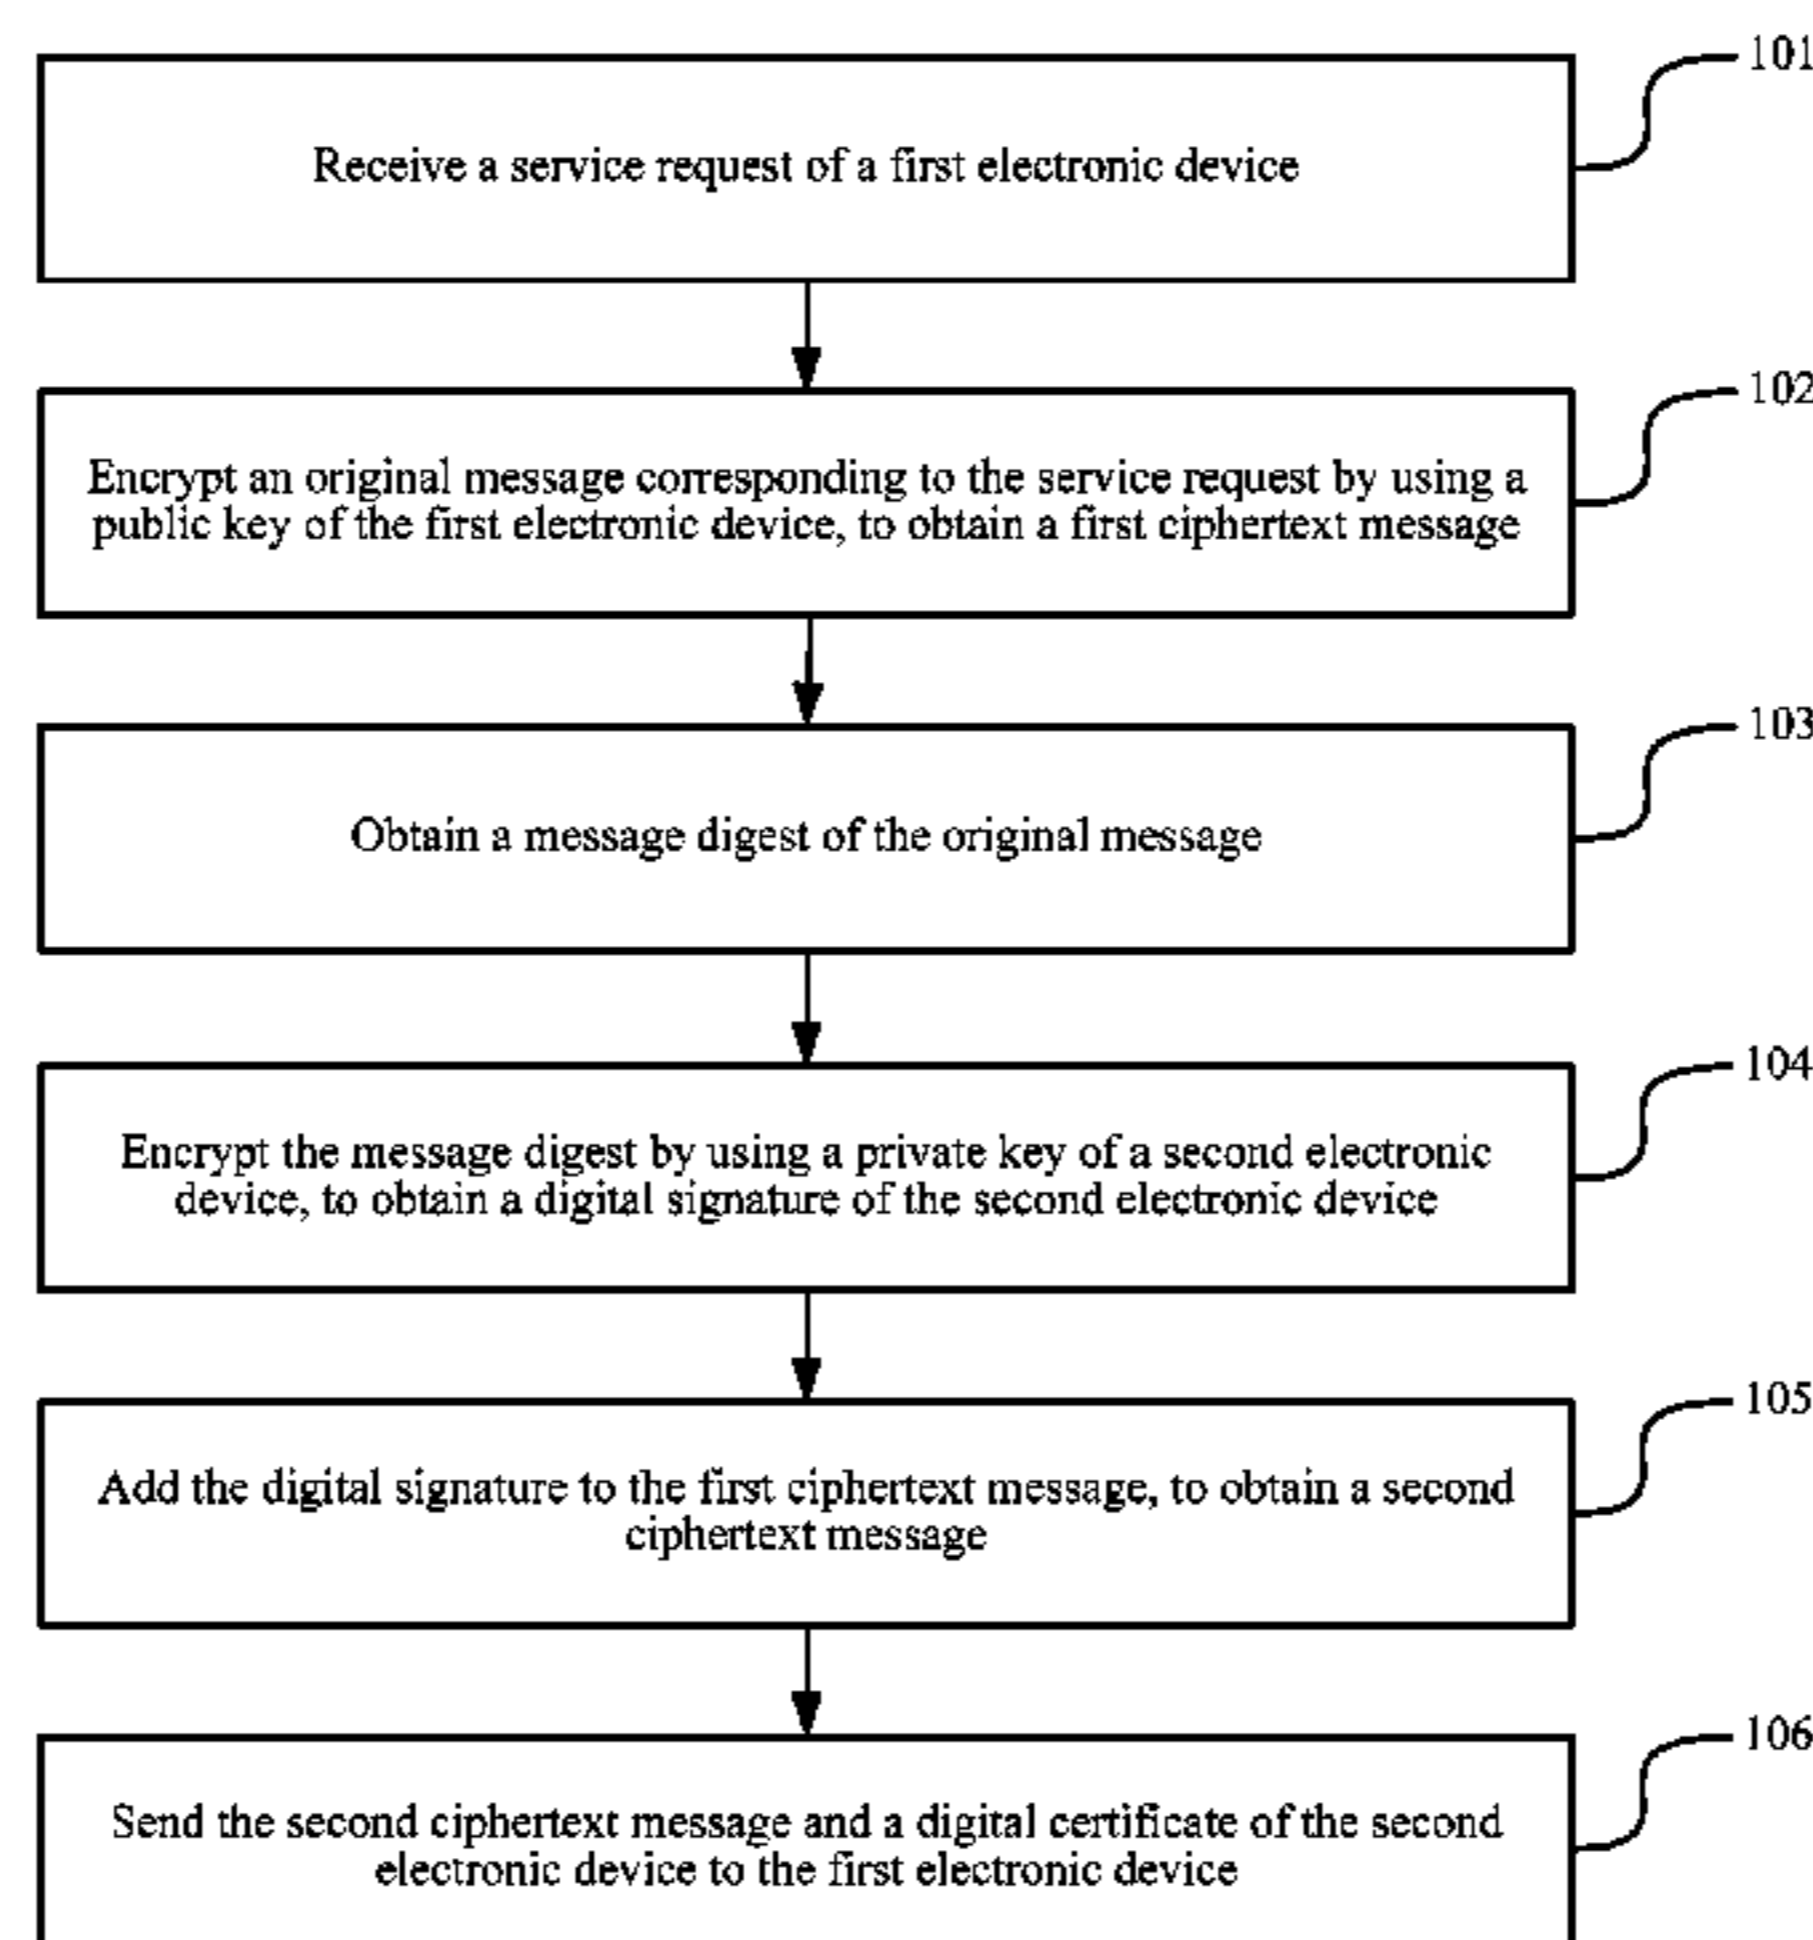 101
Receive a service request of a first electronic device
102
Encrypt an original message corresponding to the service request by using a
public key of the first electronic device, to obtain a first ciphertext message
103
Obtain a message digest of the original message
104
Encrypt the message digest by using a private key of a second electronic
device, to obtain a digital signature of the second electronic device
105
Add the digital signature to the first ciphertext message, to obtain a second
ciphertext message
106
Send the second ciphertext message and a digital certificate of the second
electronic device to the first electronic device